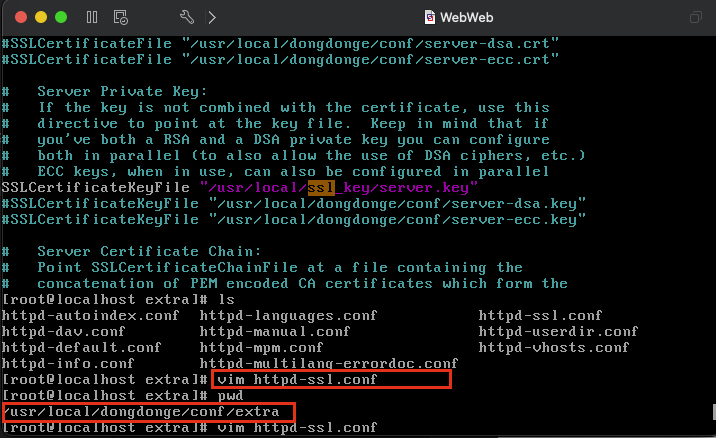 WebWeb
#SSLCertificateFile "/usr/local/dongdonge/conf/server-dsa.crt"
#SSLCertificateFile "/usr/local/dongdonge/conf/server-ecc.crt"
#   Server Private Key:
#   If the key is not combined with the certificate, use this
#   directive to point at the key file.  Keep in mind that if
#   you've both a RSA and a DSA private key you can configure
#   both in parallel (to also allow the use of DSA ciphers, etc.)
#   ECC keys, when in use, can also be configured in parallel
SSLCertificateKeyFile "/usr/local/ssl_key/server.key"
#SSLCertificateKeyFile "/usr/local/dongdonge/conf/server-dsa.key"
#SSLCertificateKeyFile "/usr/local/dongdonge/conf/server-ecc.key"
#   Server Certificate Chain:
#   Point SSLCertificateChainFile at a file containing the
#   concatenation of PEM encoded CA certificates which form the
[root@localhost extra]# ls
httpd-autoindex.conf  httpd-languages.conf  httpd-ssl.conf
httpd-dav.conf  httpd-manual.conf  httpd-userdir.conf
httpd-default.conf  httpd-mpm.conf  httpd-vhosts.conf
httpd-info.conf  httpd-multilang-errordoc.conf
[root@localhost extra]# vim httpd-ssl.conf
[root@localhost extra]# pwd
/usr/local/dongdonge/conf/extra
[root@localhost extra]# vim httpd-ssl.conf